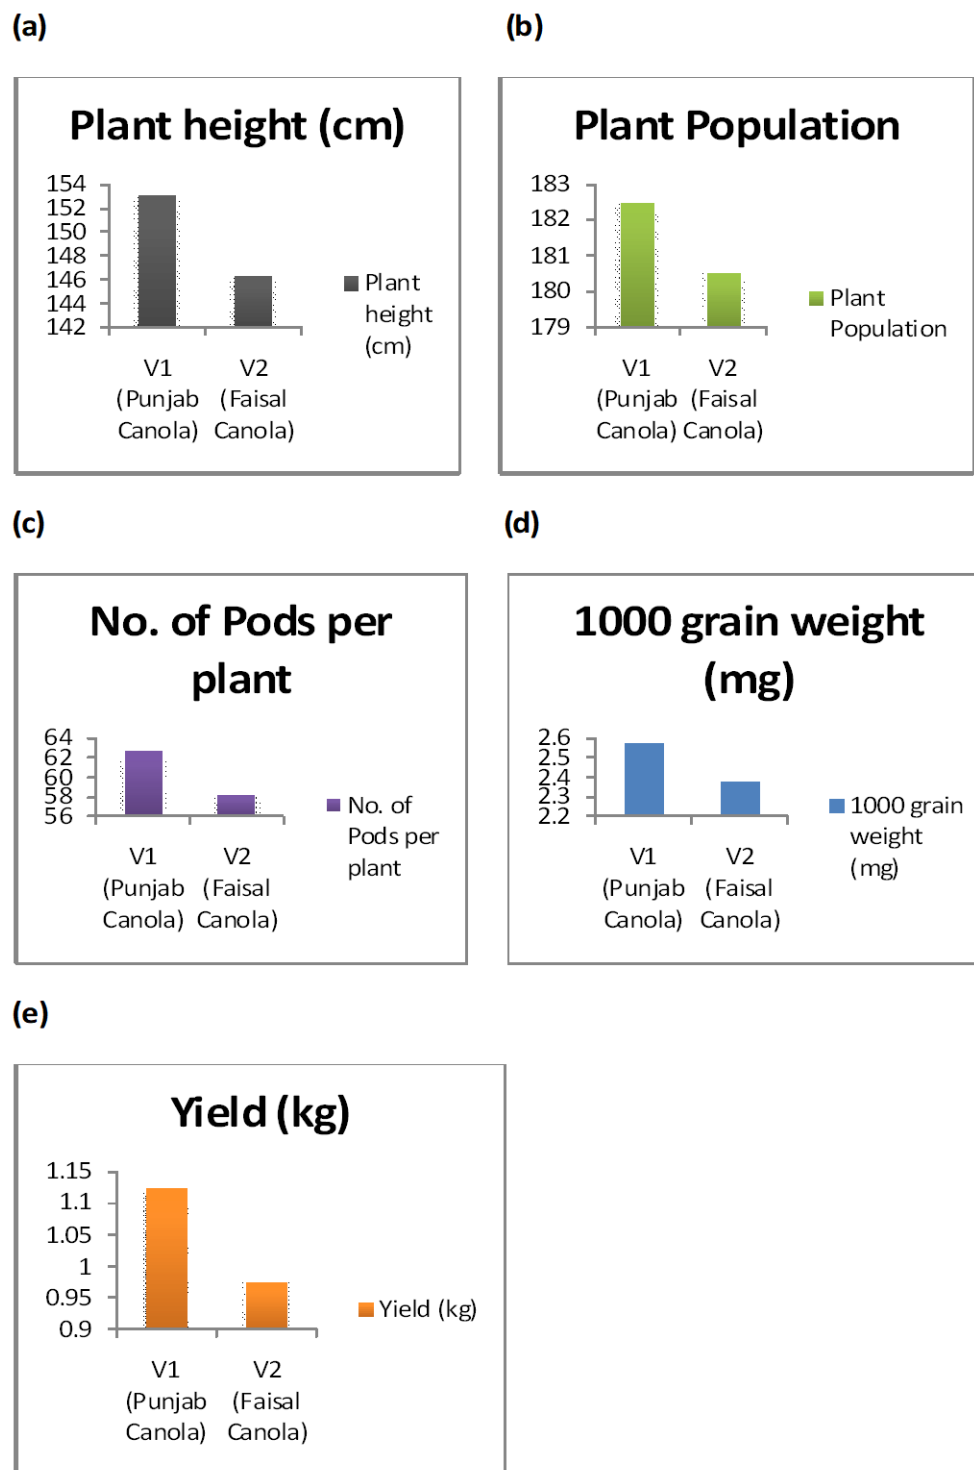 (a)
Plant height (cm)
154
152
150
148
146
144
142
V1
(Punjab
Canola)
V2
(Faisal
Canola)
Plant
height
(cm)
(b)
Plant Population
183
182
181
180
179
V1
(Punjab
Canola)
V2
(Faisal
Canola)
Plant
Population
(c)
No. of Pods per
plant
64
62
60
58
56
V1
(Punjab
Canola)
V2
(Faisal
Canola)
No. of
Pods per
plant
(d)
1000 grain weight
(mg)
2.6
2.5
2.4
2.3
2.2
V1
(Punjab
Canola)
V2
(Faisal
Canola)
1000 grain
weight
(mg)
(e)
Yield (kg)
1.15
1.1
1.05
1
0.95
0.9
V1
(Punjab
Canola)
V2
(Faisal
Canola)
Yield (kg)